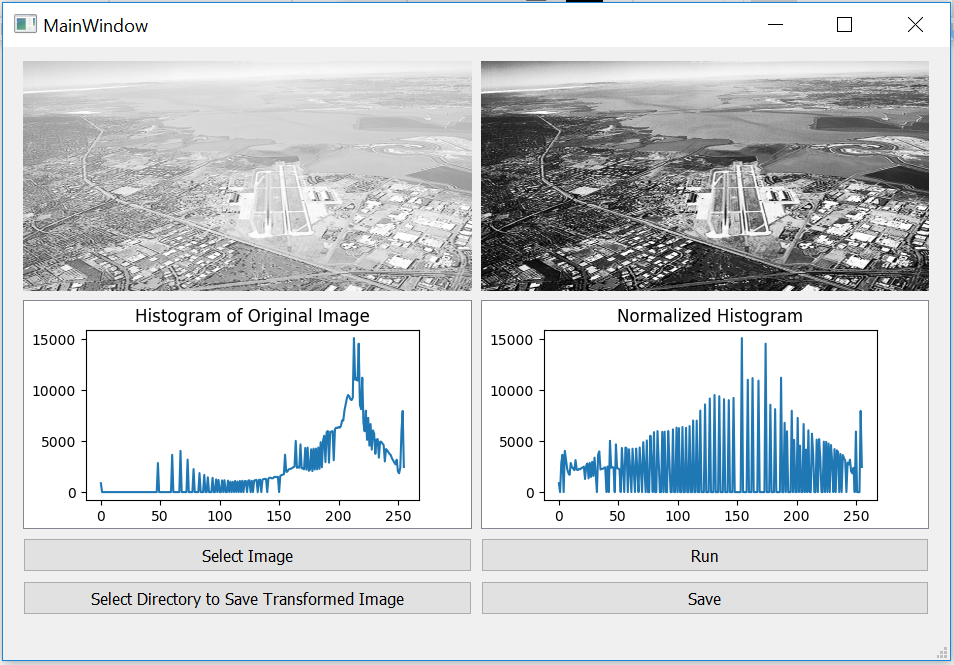 MainWindow
Histogram of Original Image
15000
10000
5000
0
0 50 100 150 200 250
Normalized Histogram
15000
10000
5000
0
0 50 100 150 200 250
Select Image
Run
Select Directory to Save Transformed Image
Save